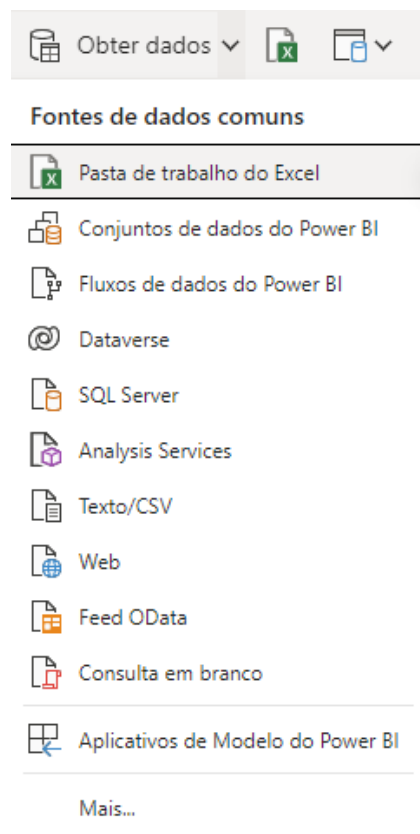 Obter dados
Fontes de dados comuns
Pasta de trabalho do Excel
Conjuntos de dados do Power BI
Fluxos de dados do Power BI
Dataverse
SQL Server
Analysis Services
Texto/CSV
Web
Feed OData
Consulta em branco
Aplicativos de Modelo do Power BI
Mais...